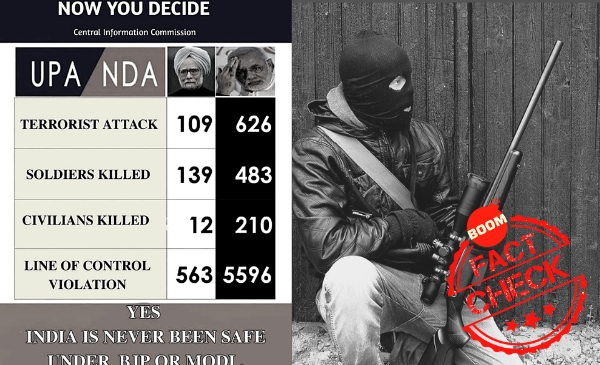 NOW YOU DECIDE
Central Information Commission
UPA NDA
TERRORIST ATTACK 109 626
SOLDIERS KILLED 139 483
CIVILIANS KILLED 12 210
LINE OF CONTROL
VIOLATION 563 5596
YES
INDIA IS NEVER BEEN SAFE
UNDER BJP OR MODI.
BOOM
FACT
CHECK